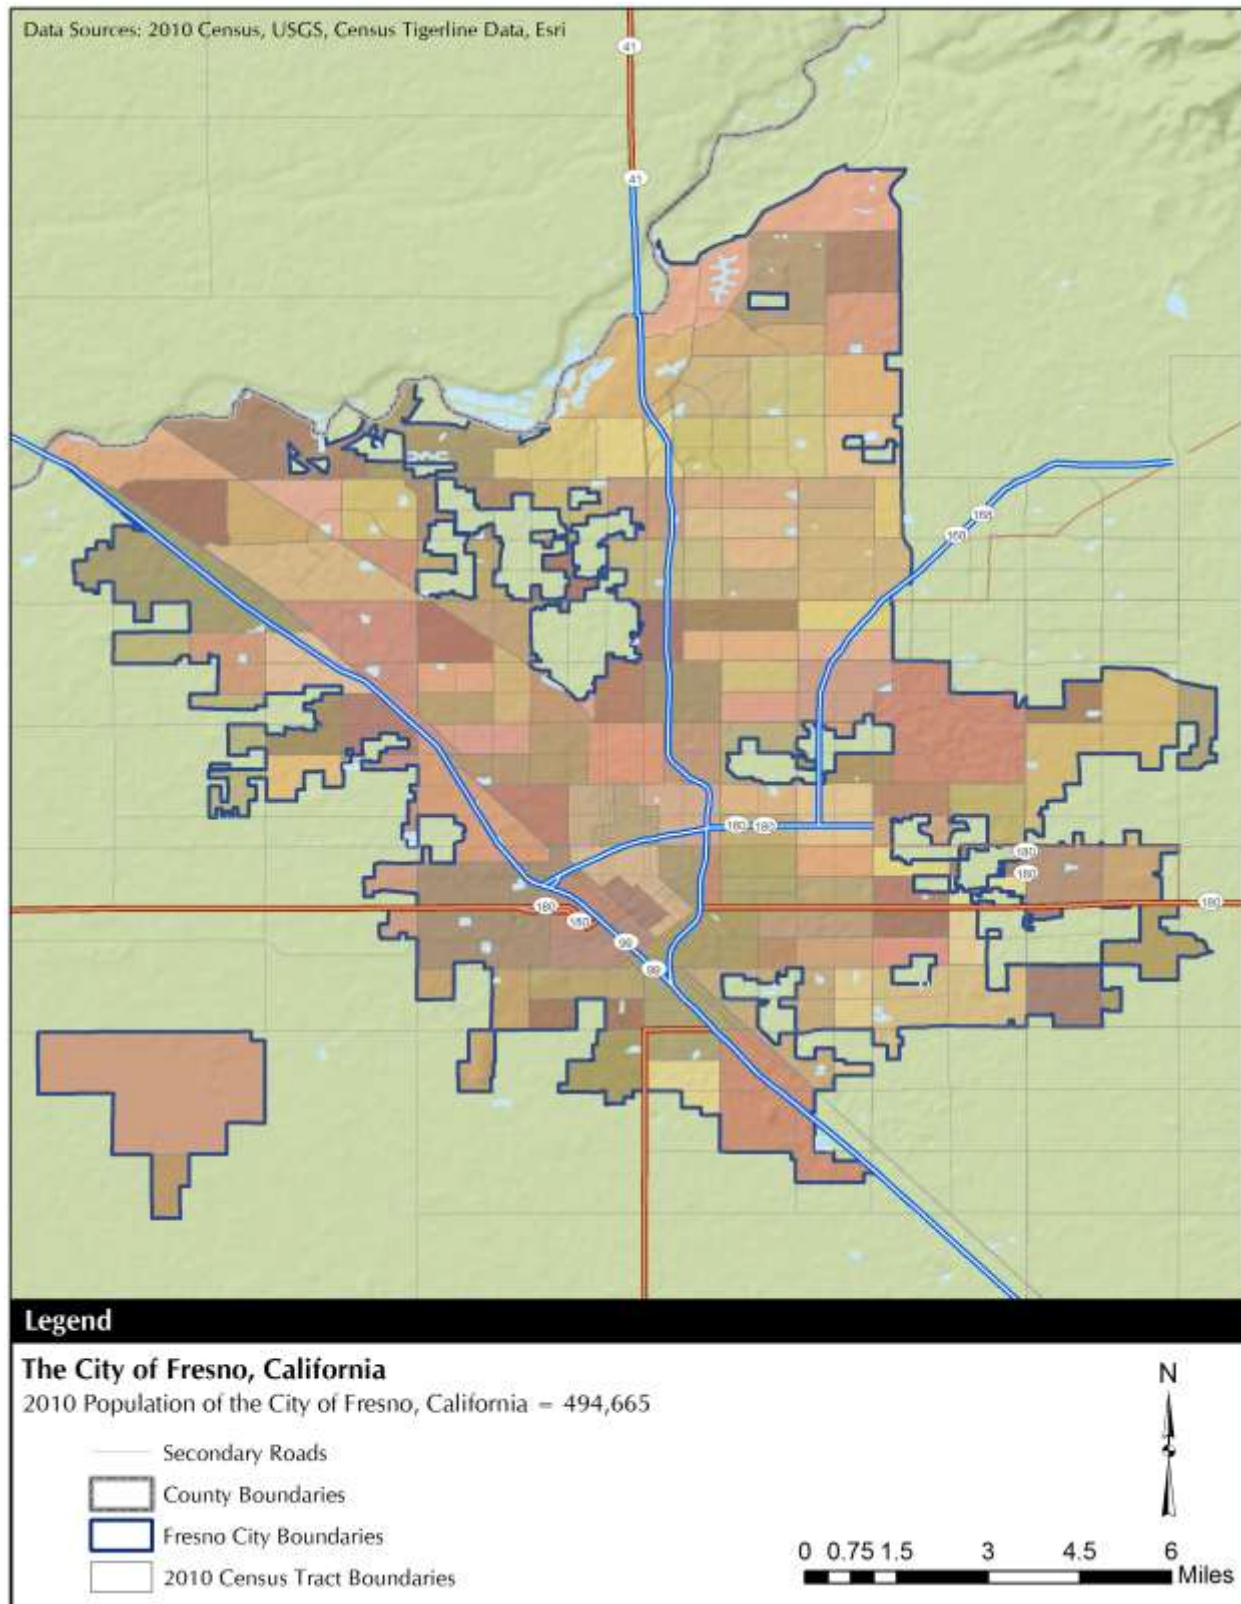 Data Sources: 2010 Census, USGS, Census Tigerline Data, Esri
41
41
168
168
180 180
180
180
180
180
180
99
99
Legend
The City of Fresno, California
2010 Population of the City of Fresno, California = 494,665
N
Secondary Roads
County Boundaries
Fresno City Boundaries
2010 Census Tract Boundaries
0 0.75 1.5 3 4.5 6
Miles